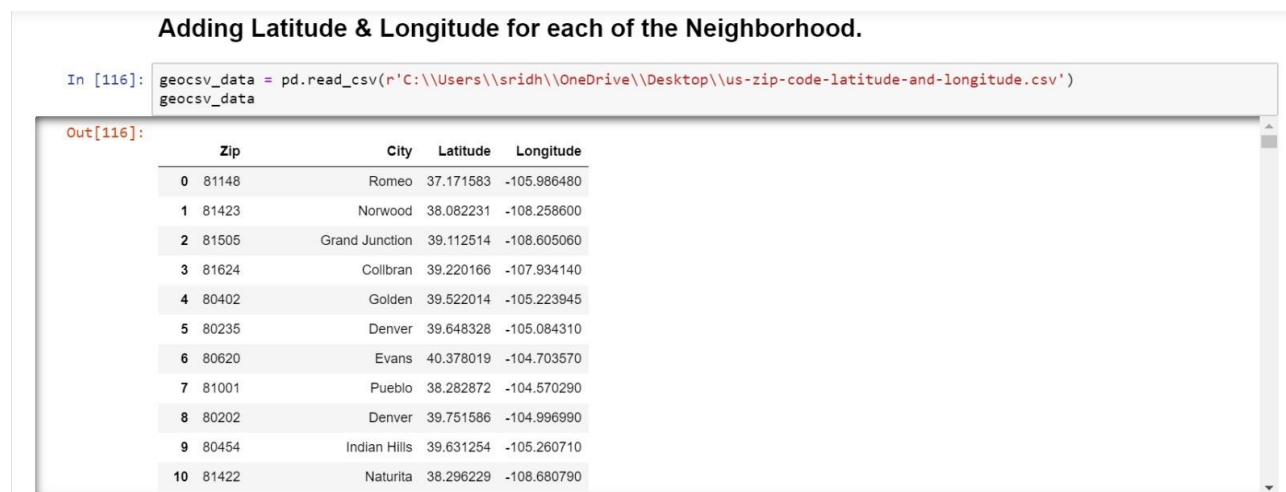 Adding Latitude & Longitude for each of the Neighborhood.
In [116]: geocsv_data = pd.read_csv(r'C:\\Users\\sridh\\OneDrive\\Desktop\\us-zip-code-latitude-and-longitude.csv')
geocsv_data
Out[116]:
Zip City Latitude Longitude
0 81148 Romeo 37.171583 -105.986480
1 81423 Norwood 38.082231 -108.258600
2 81505 Grand Junction 39.112514 -108.605060
3 81624 Collbran 39.220166 -107.934140
4 80402 Golden 39.522014 -105.223945
5 80235 Denver 39.648328 -105.084310
6 80620 Evans 40.378019 -104.703570
7 81001 Pueblo 38.282872 -104.570290
8 80202 Denver 39.751586 -104.996990
9 80454 Indian Hills 39.631254 -105.260710
10 81422 Naturita 38.296229 -108.680790